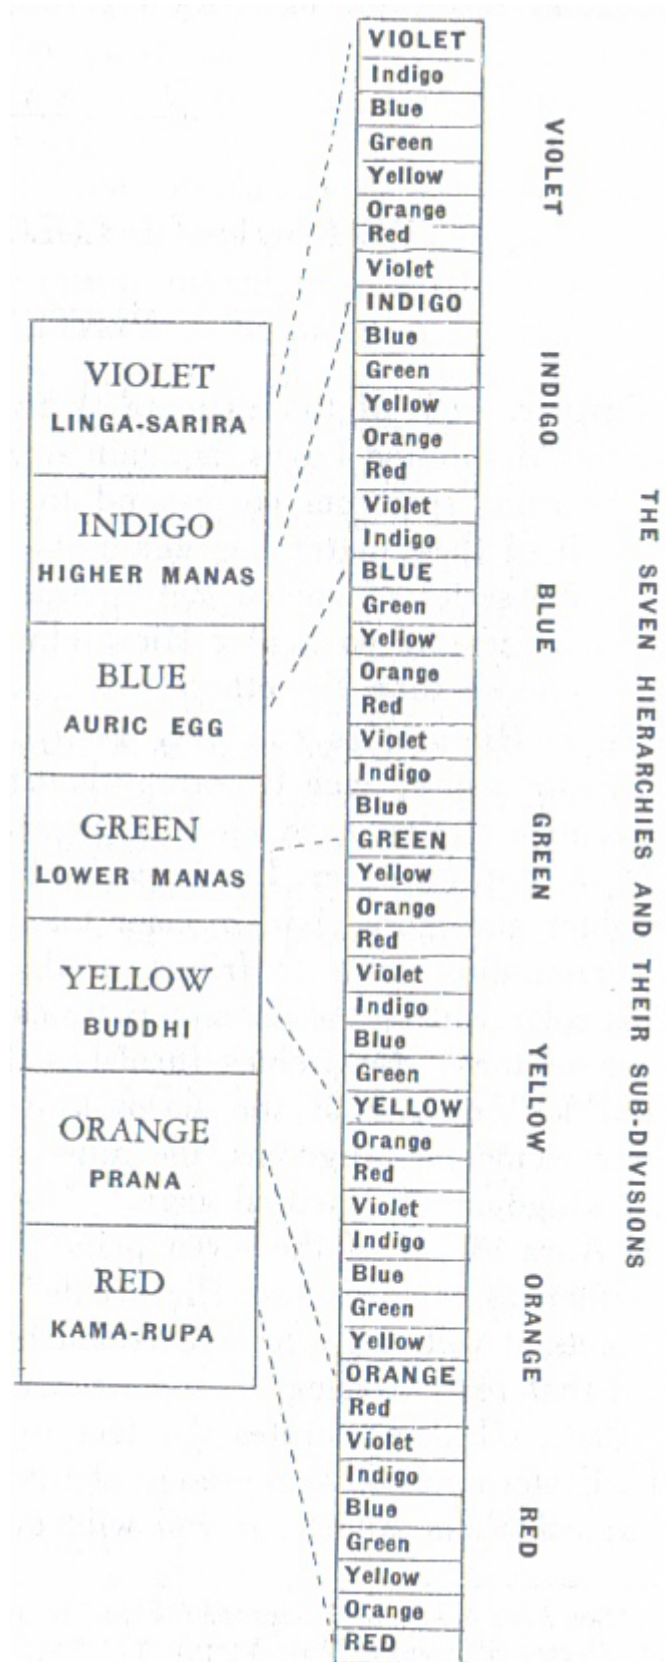 VIOLET
LINGA-SARIRA
INDIGO
HIGHER MANAS
BLUE
AURIC EGG
GREEN
LOWER MANAS
YELLOW
BUDDHI
ORANGE
PRANA
RED
KAMA-RUPA
VIOLET
Indigo
Blue
Green
Yellow
Orange
Red
Violet
INDIGO
Blue
Green
Yellow
Orange
Red
Violet
Indigo
BLUE
Green
Yellow
Orange
Red
Violet
Indigo
Blue
GREEN
Yellow
Orange
Red
Violet
Indigo
Blue
Green
YELLOW
Orange
Red
Violet
Indigo
Blue
Green
Yellow
ORANGE
Red
Violet
Indigo
Blue
Green
Yellow
Orange
RED
VIOLET
INDIGO
BLUE
GREEN
YELLOW
ORANGE
RED
THE SEVEN HIERARCHIES AND THEIR SUB-DIVISIONS